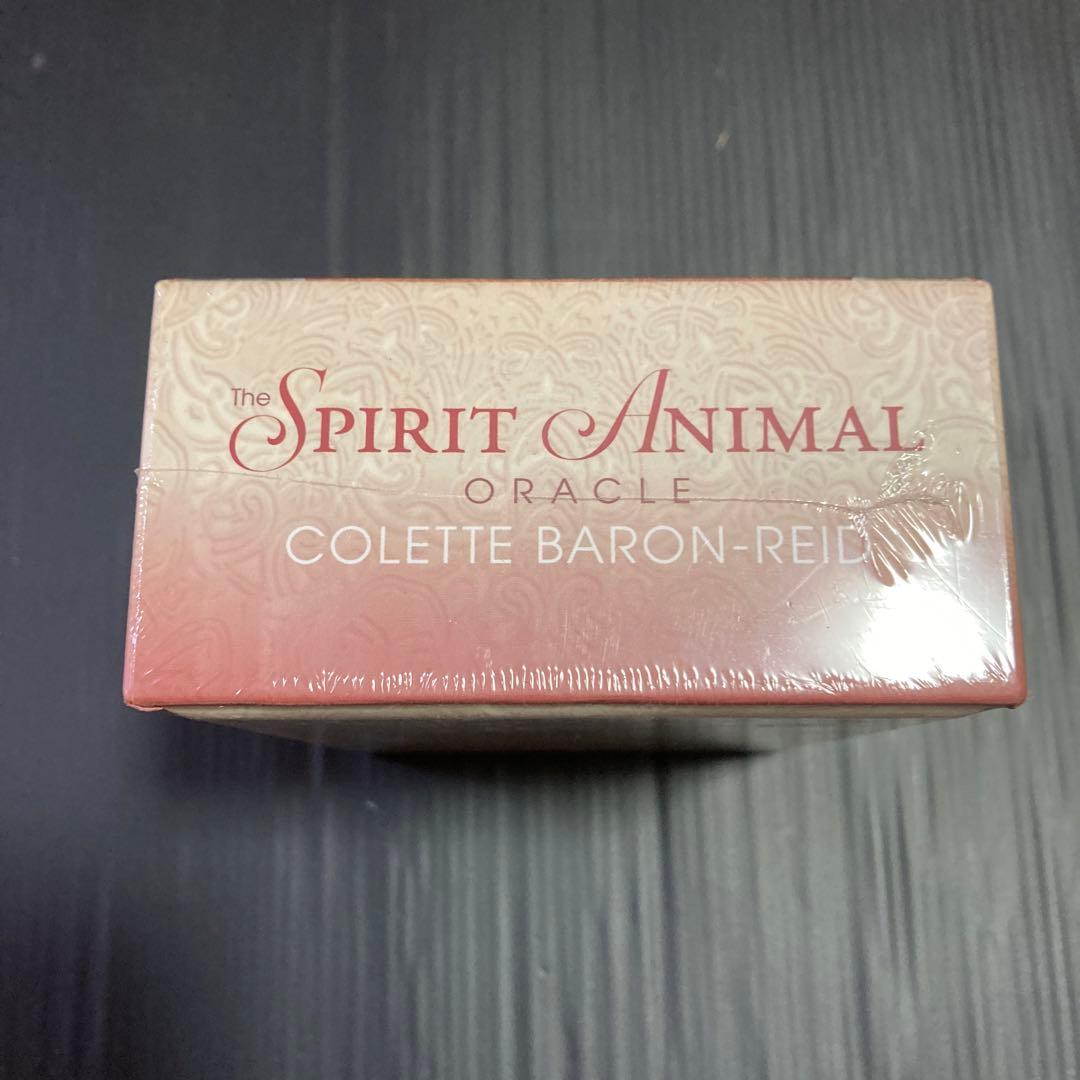 The SPIRIT ANIMAL
ORACLE
COLETTE BARON-REID